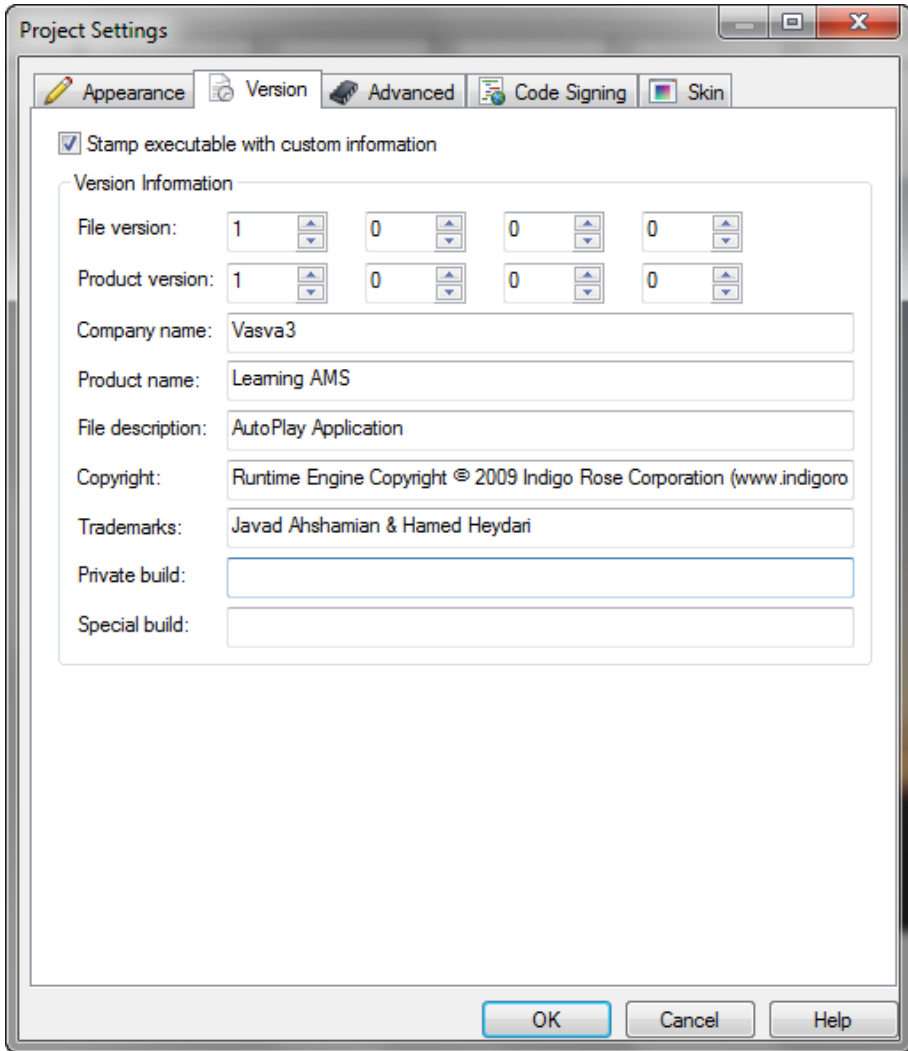 Project Settings
Appearance Version Advanced Code Signing Skin
Stamp executable with custom information
Version Information
File version: 1 0 0 0
Product version: 1 0 0 0
Company name: Vasva3
Product name: Learning AMS
File description: AutoPlay Application
Copyright: Runtime Engine Copyright © 2009 Indigo Rose Corporation (www.indigoro
Trademarks: Javad Ahshamian & Hamed Heydari
Private build:
Special build:
OK Cancel Help